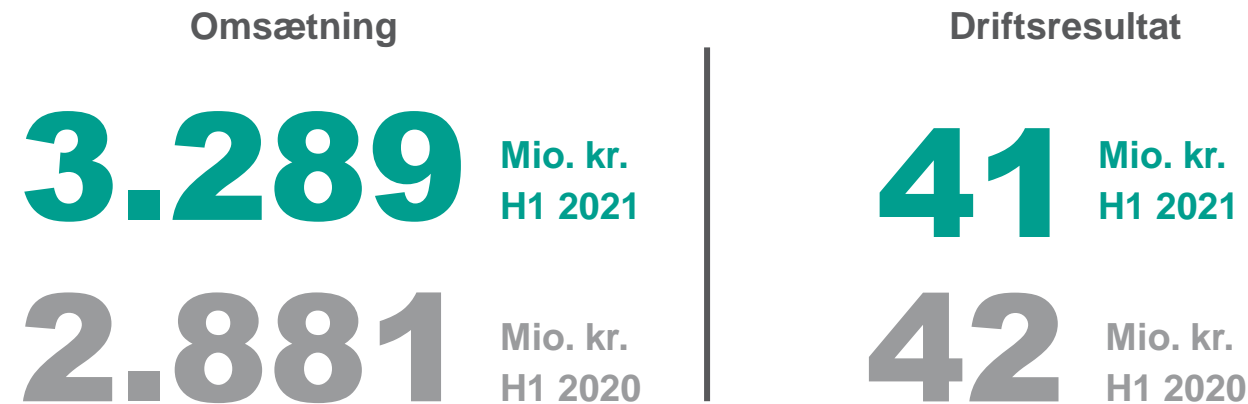 Omsætning
3.289
Mio. kr.
H1 2021
2.881
Mio. kr.
H1 2020
Driftsresultat
41
Mio. kr.
H1 2021
42
Mio. kr.
H1 2020